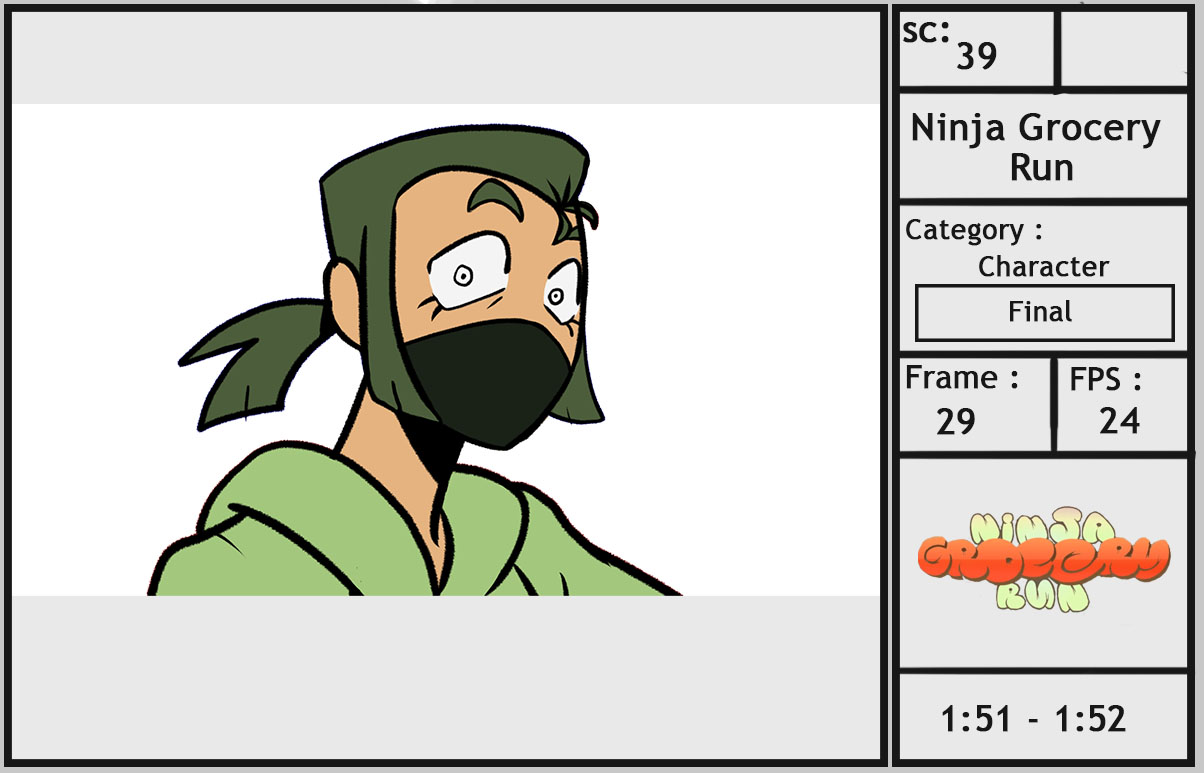 SC:
39
Ninja Grocery
Run
Category :
Character
Final
Frame :
29
FPS :
24
NINJA
GROCERY
RUN
1:51 - 1:52